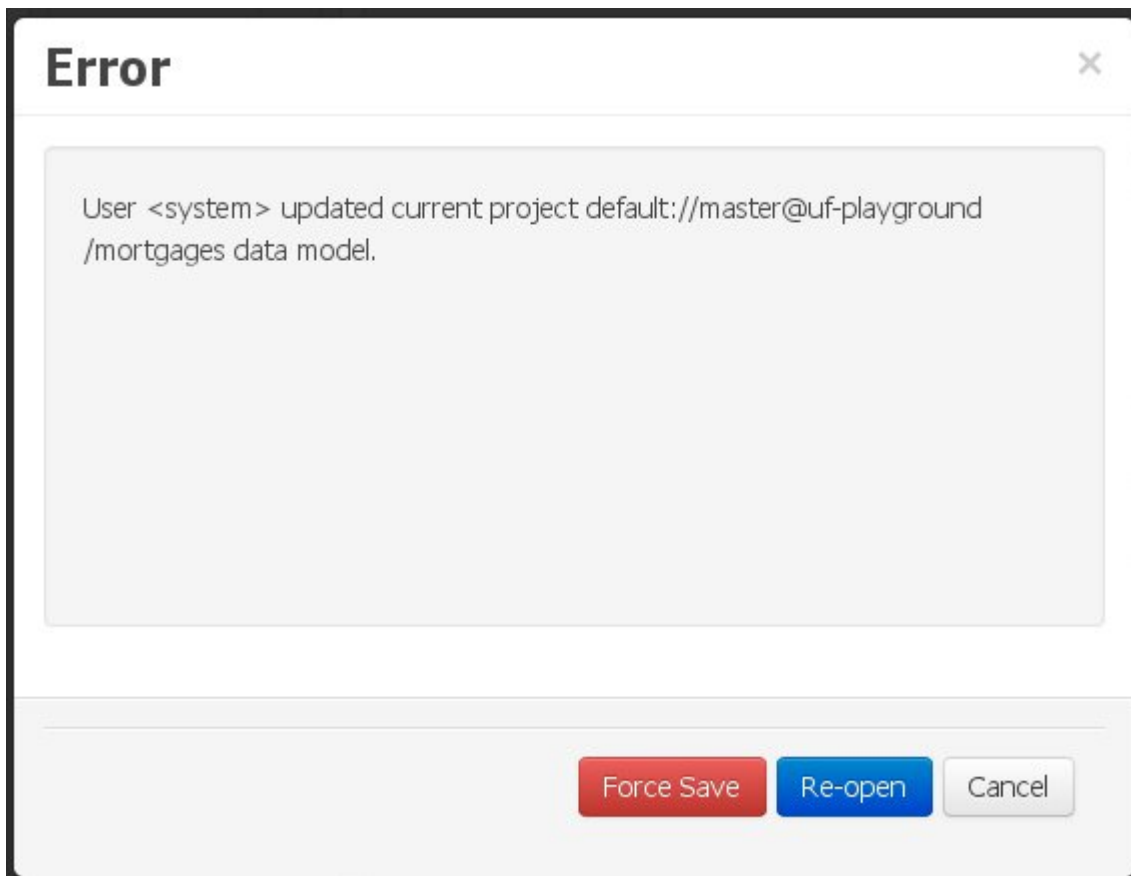 Error
×
User <system> updated current project default://master@uf-playground
/mortgages data model.
Force Save
Re-open
Cancel